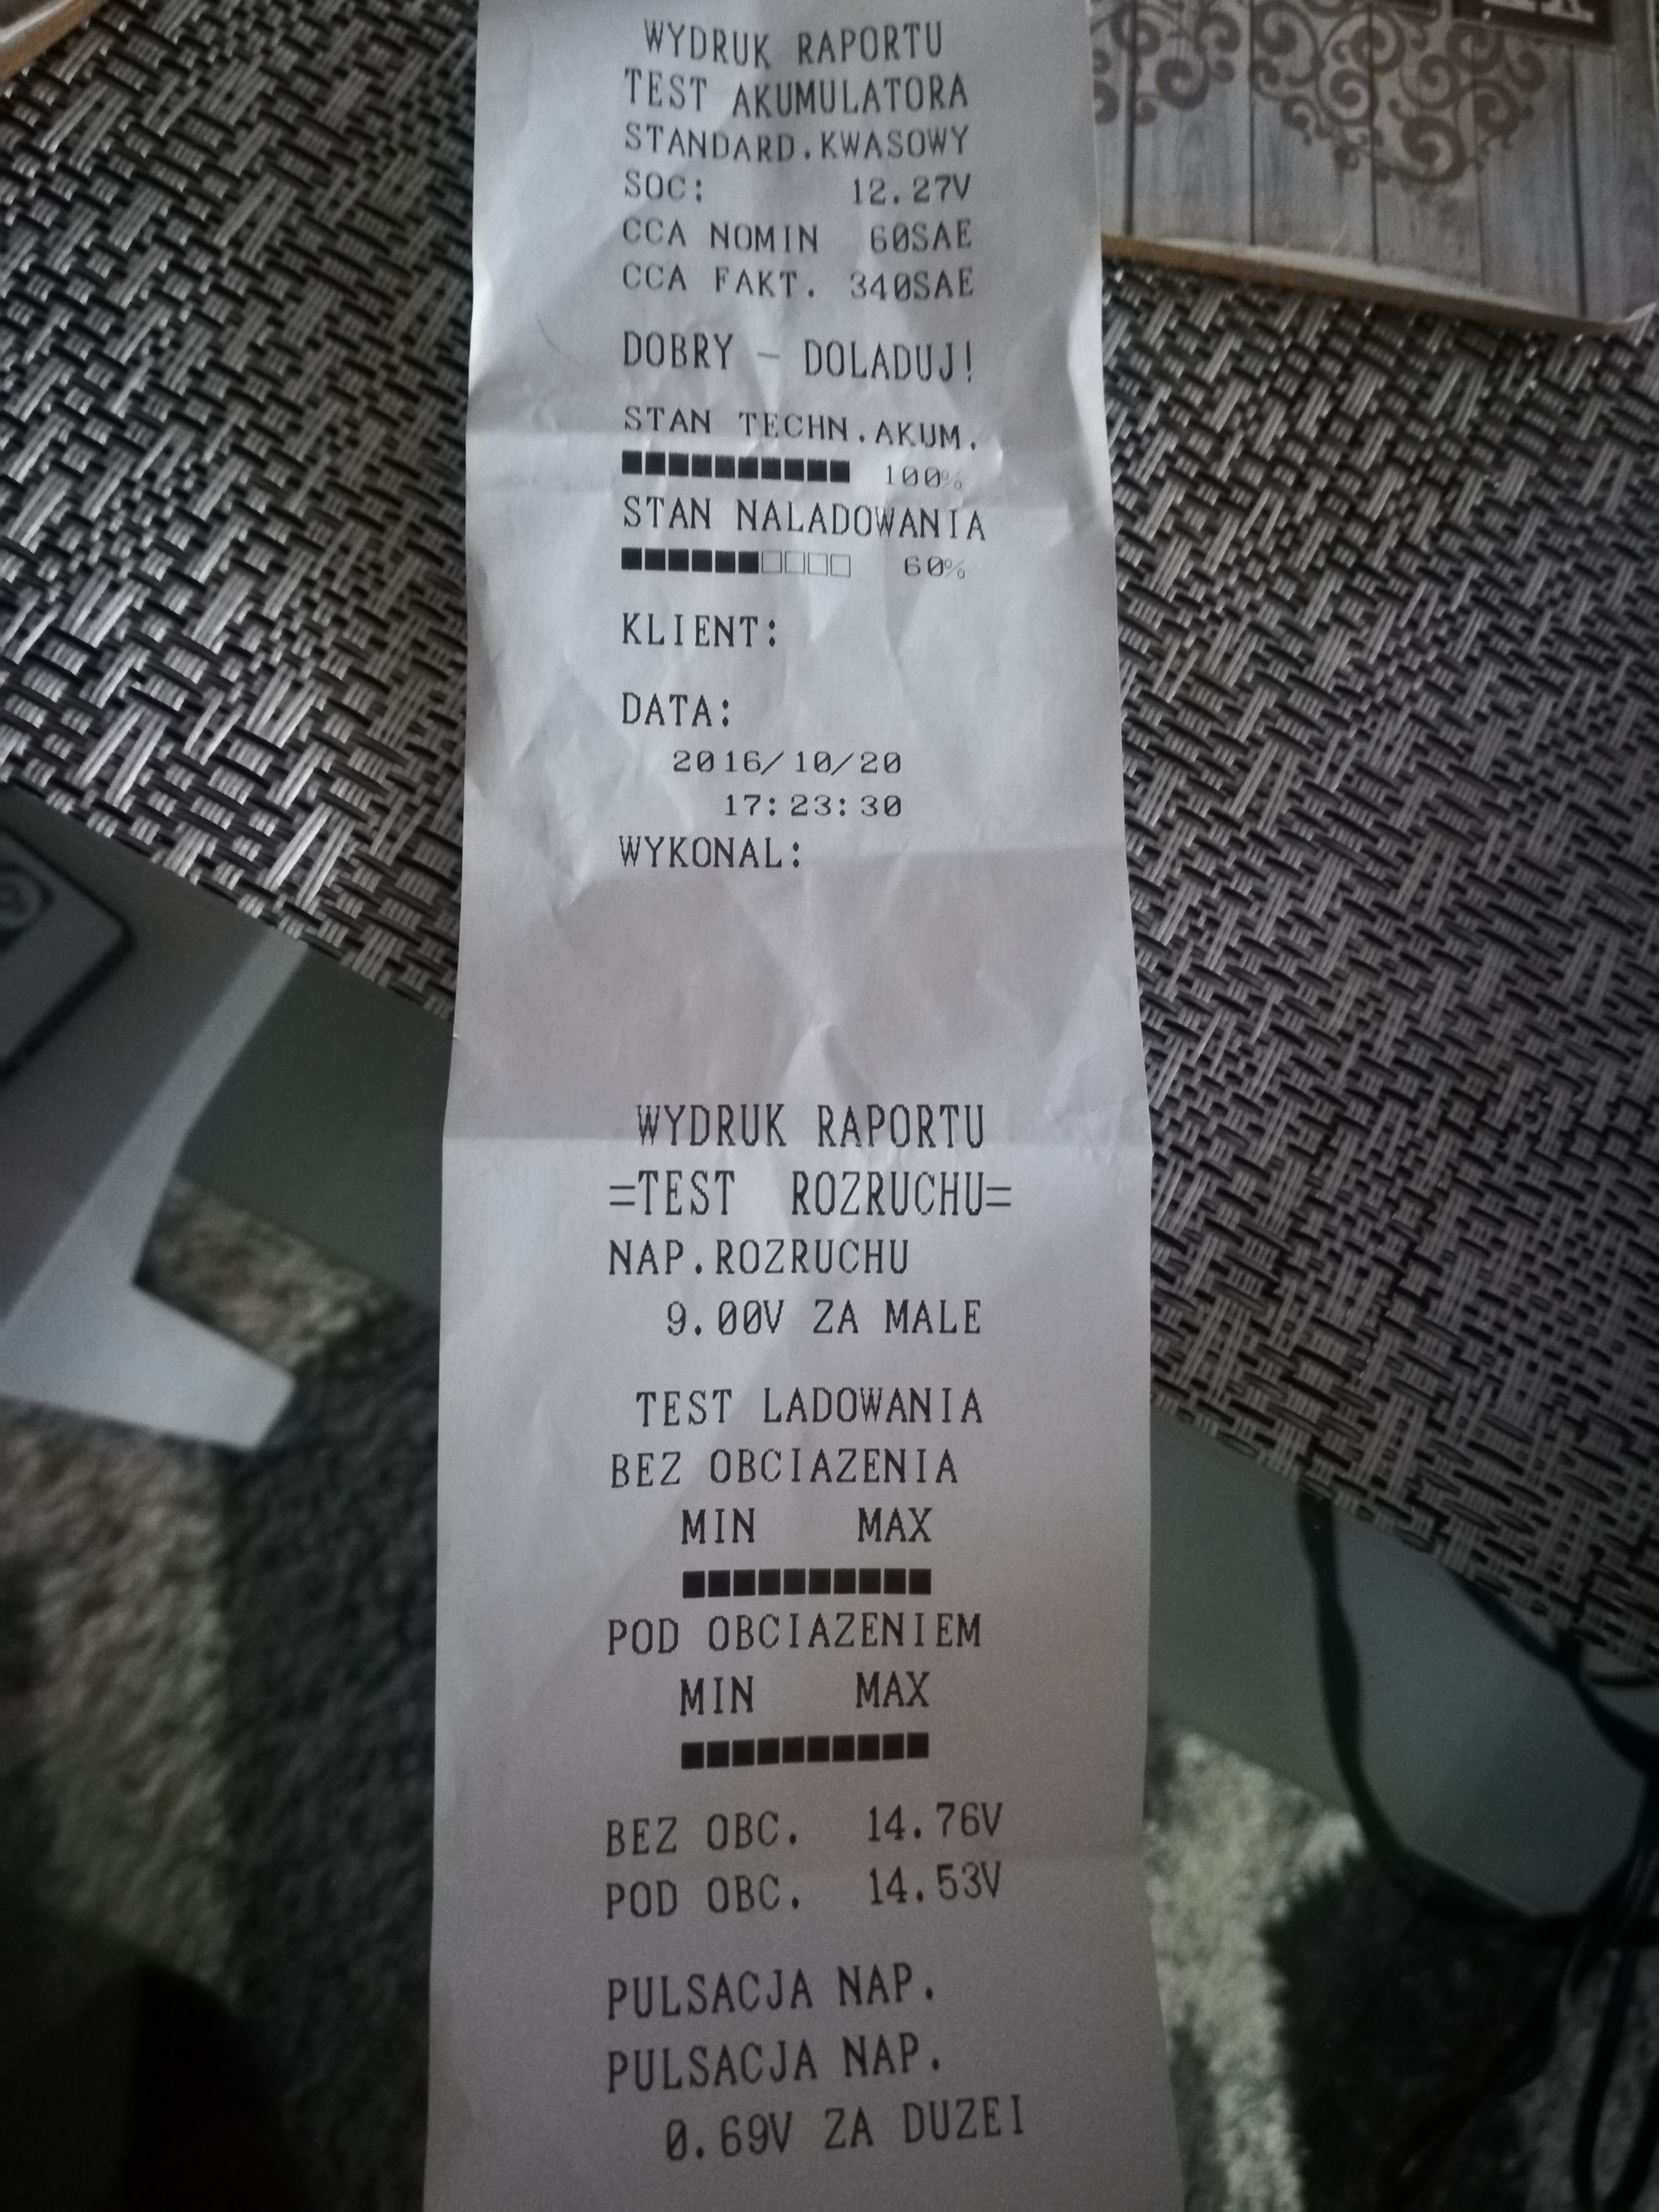 WYDRUK RAPORTU
TEST AKUMULATORA
STANDARD.KWASOWY
SOC: 12.27V
CCA NOMIN 60SAE
CCA FAKT. 340SAE
DOBRY - DOLADUJ!
STAN TECHN.AKUM.
100%
STAN NALADOWANIA
60%
KLIENT:
DATA:
2016/10/20
17:23:30
WYKONAL:
WYDRUK RAPORTU
=TEST ROZRUCHU=
NAP.ROZRUCHU
9.00V ZA MALE
TEST LADOWANIA
BEZ OBCIAZENIA
MIN MAX
POD OBCIAZENIEM
MIN MAX
BEZ OBC. 14.76V
POD OBC. 14.53V
PULSACJA NAP.
PULSACJA NAP.
0.69V ZA DUZEI